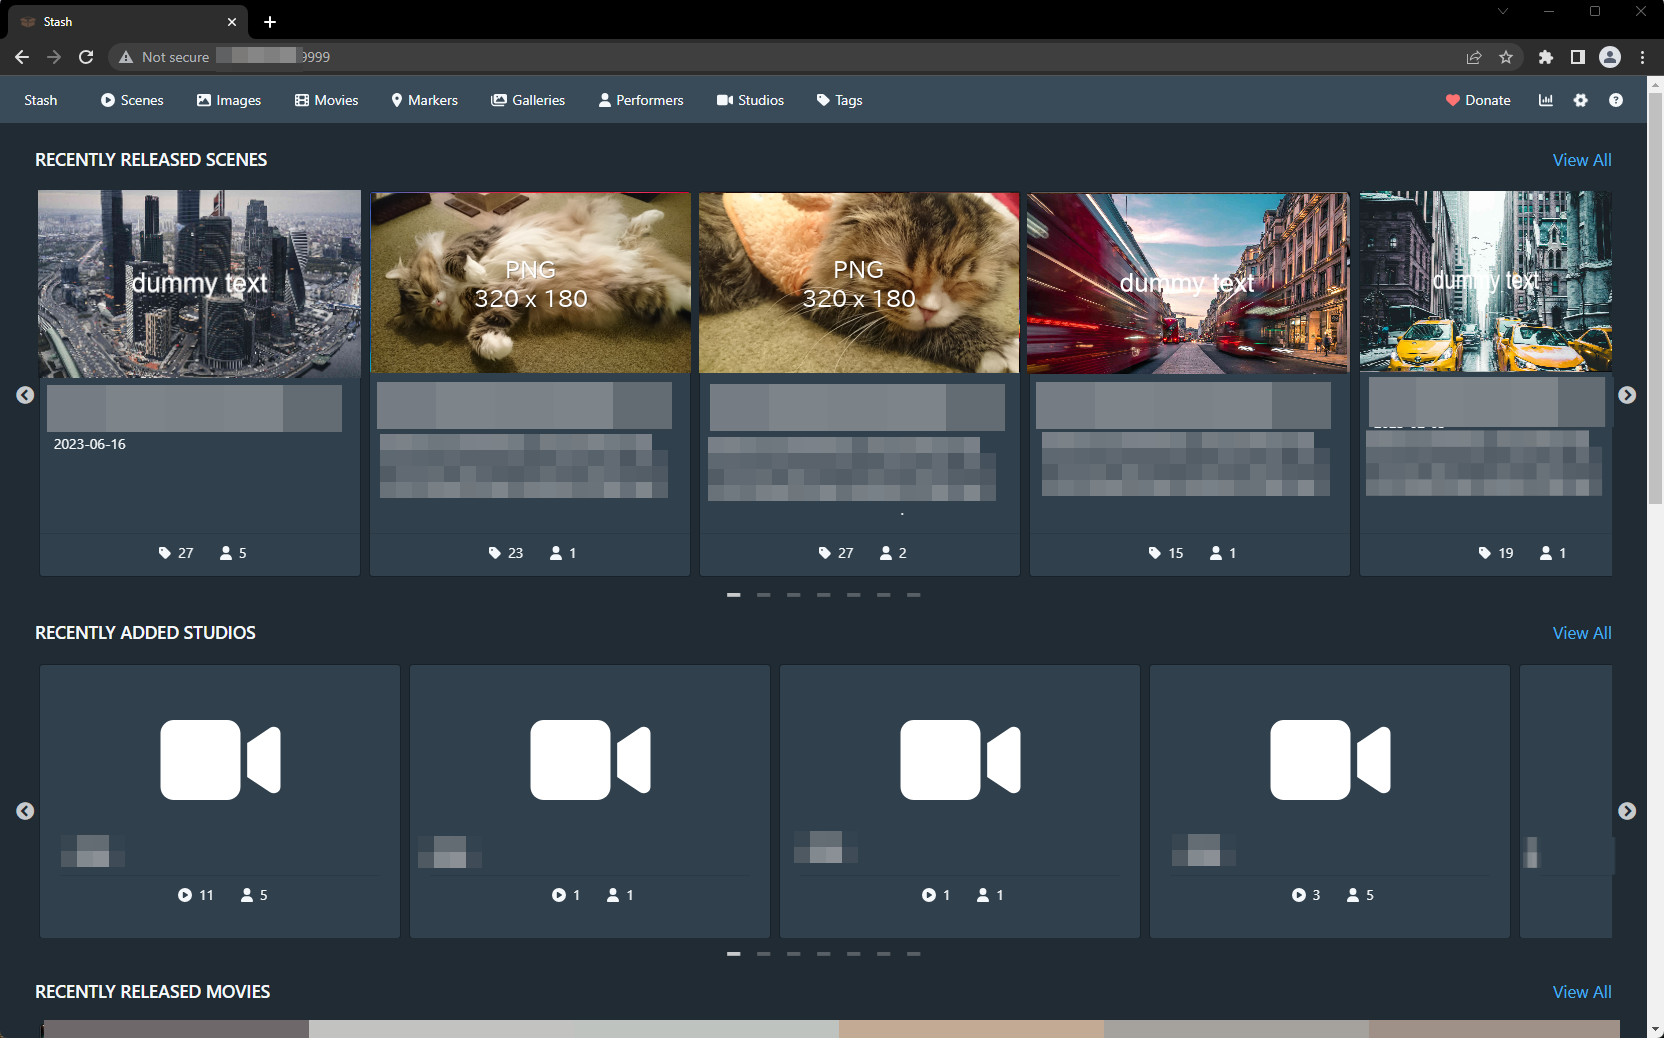 Stash
Not secure 9999
Stash Scenes Images Movies Markers Galleries Performers Studios Tags Donate
RECENTLY RELEASED SCENES View All
dummy text
PNG
320 x 180
PNG
320 x 180
dummy text
dummy text
2023-06-16
27 5
23 1
27 2
15 1
19 1
RECENTLY ADDED STUDIOS View All
11 5
1 1
1 1
3 5
RECENTLY RELEASED MOVIES View All